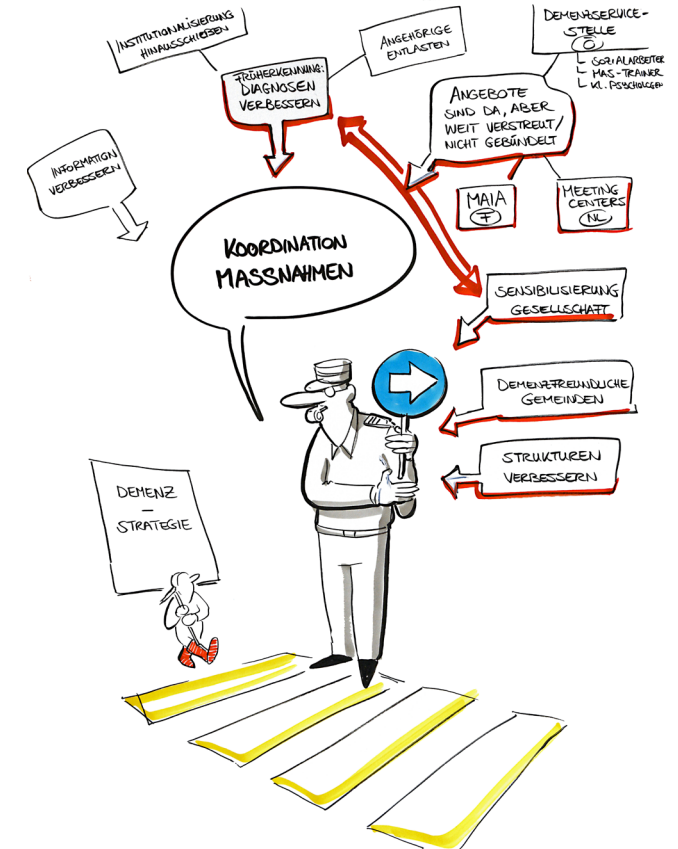 INSTITUTIONALISIERUNG
HINAUSSCHIEBEN
ANGEHÖRIGE
ENTLASTEN
DEMENZSERVICE-
STELLE
Ö
SOZIALARBEITER
MAS-TRAINER
KL. PSYCHOLOGEN
FRÜHERKENNUNG:
DIAGNOSEN
VERBESSERN
ANGEBOTE
SIND DA, ABER
WEIT VERSTREUT/
NICHT GEBÜNDELT
INFORMATION
VERBESSERN
MAIA
F
MEETING
CENTERS
NL
KOORDINATION
MASSNAHMEN
SENSIBILISIERUNG
GESELLSCHAFT
DEMENZFREUNDLICHE
GEMEINDEN
STRUKTUREN
VERBESSERN
DEMENZ
–
STRATEGIE